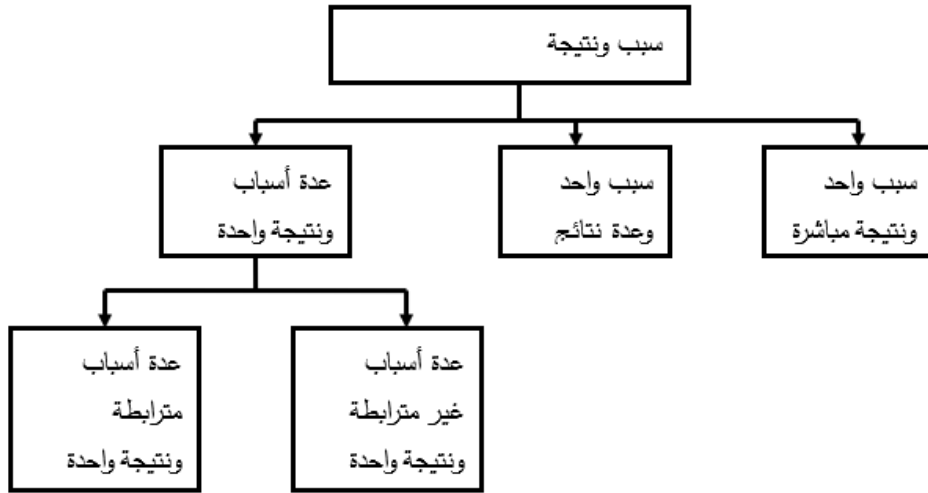 سبب ونتيجة
سبب واحد
ونتيجة مباشرة
سبب واحد
وعدة نتائج
عدة أسباب
ونتيجة واحدة
عدة أسباب
غير مترابطة
ونتيجة واحدة
عدة أسباب
مترابطة
ونتيجة واحدة